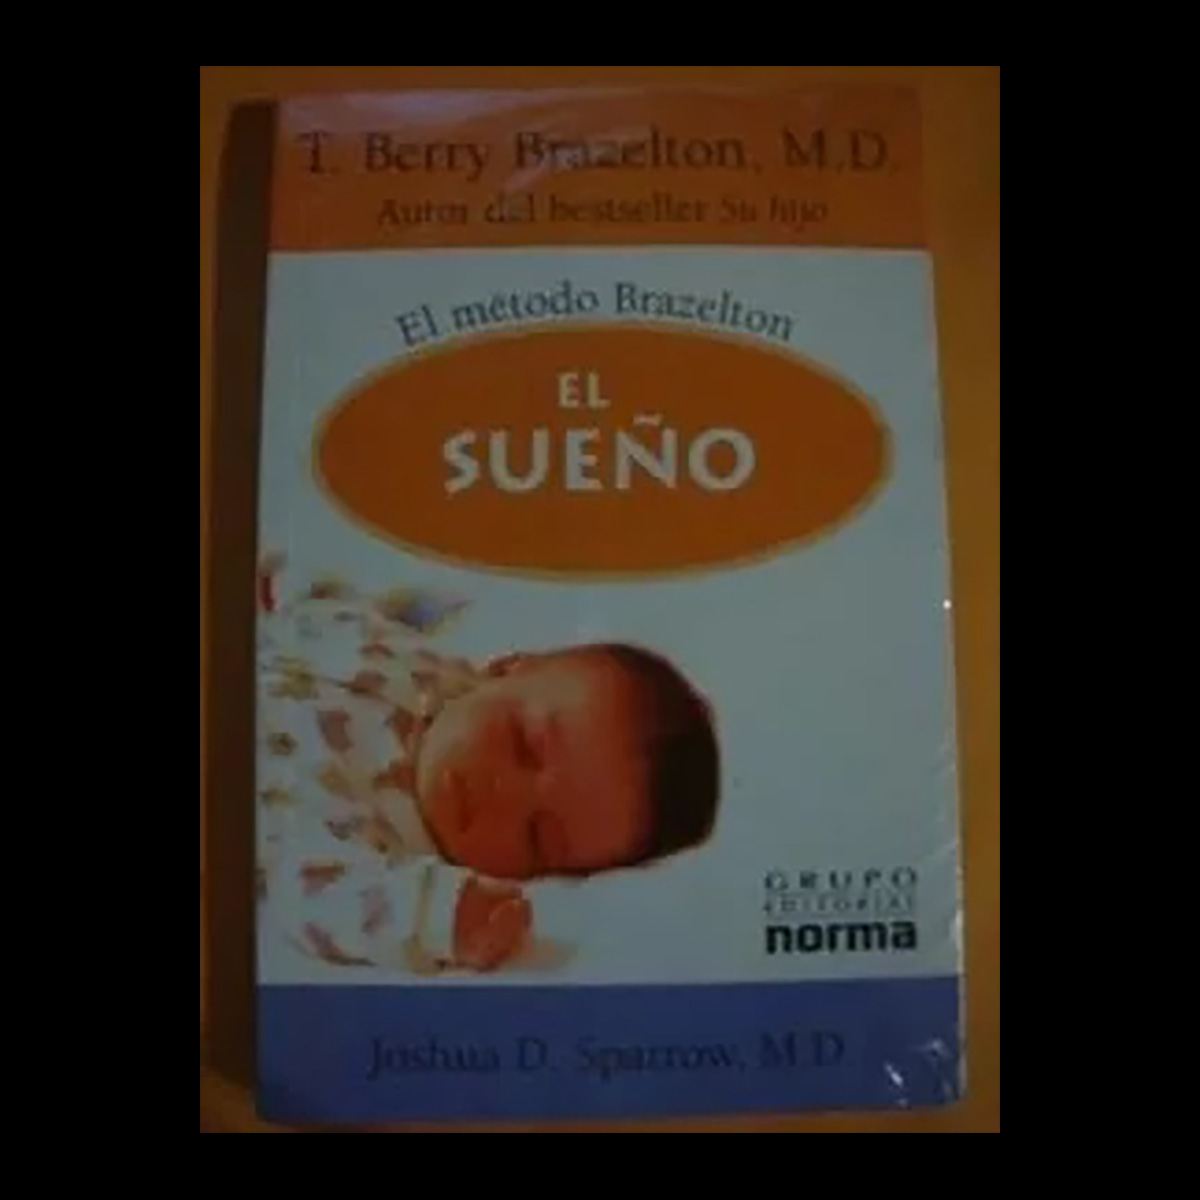 T. Berry Brazelton, M.D.
Autor del bestseller Su hijo
El método Brazelton
EL
SUEÑO
GRUPO
EDITORIAL
norma
Joshua D. Sparrow, M.D.